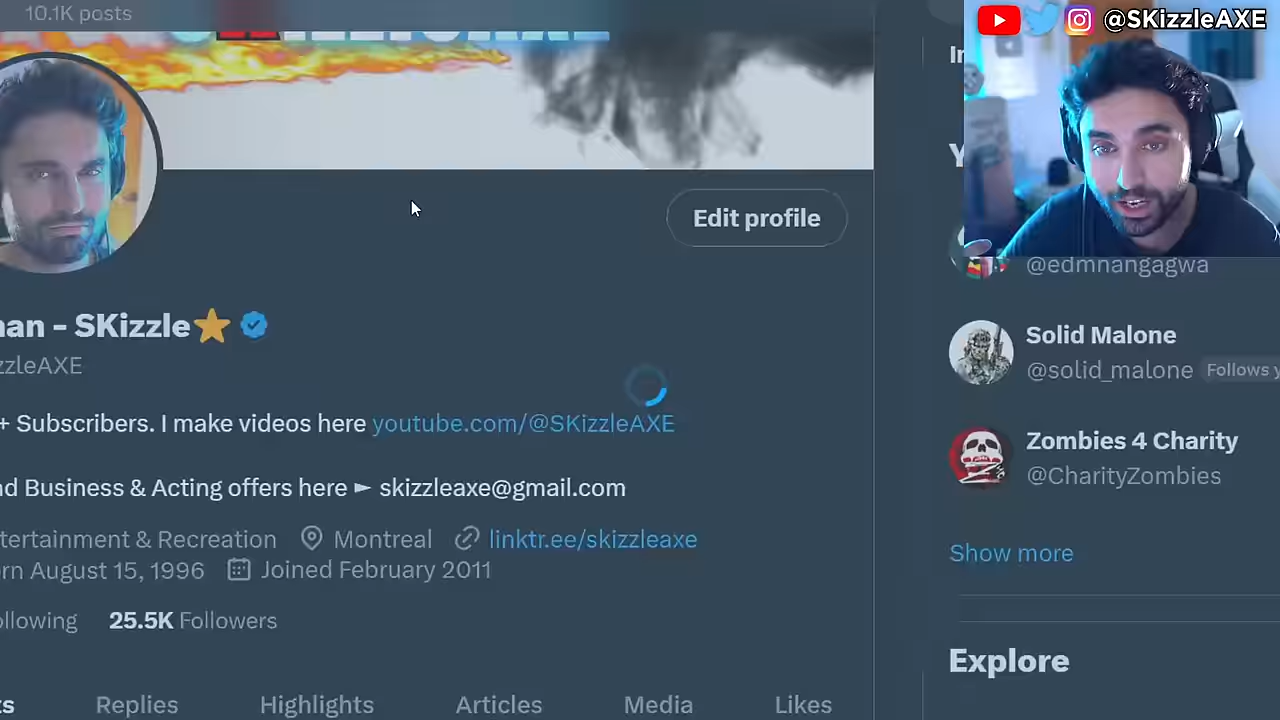 10.1K posts
@SKizzleAXE
Edit profile
@edmnangagwa
nan - SKizzle
zzleAXE
Solid Malone
@solid_malone Follows y
+ Subscribers. I make videos here youtube.com/@SKizzleAXE
Zombies 4 Charity
@CharityZombies
nd Business & Acting offers here ► skizzleaxe@gmail.com
tertainment & Recreation Montreal linktr.ee/skizzleaxe
rn August 15, 1996 Joined February 2011
Show more
ollowing 25.5K Followers
Explore
ts Replies Highlights Articles Media Likes